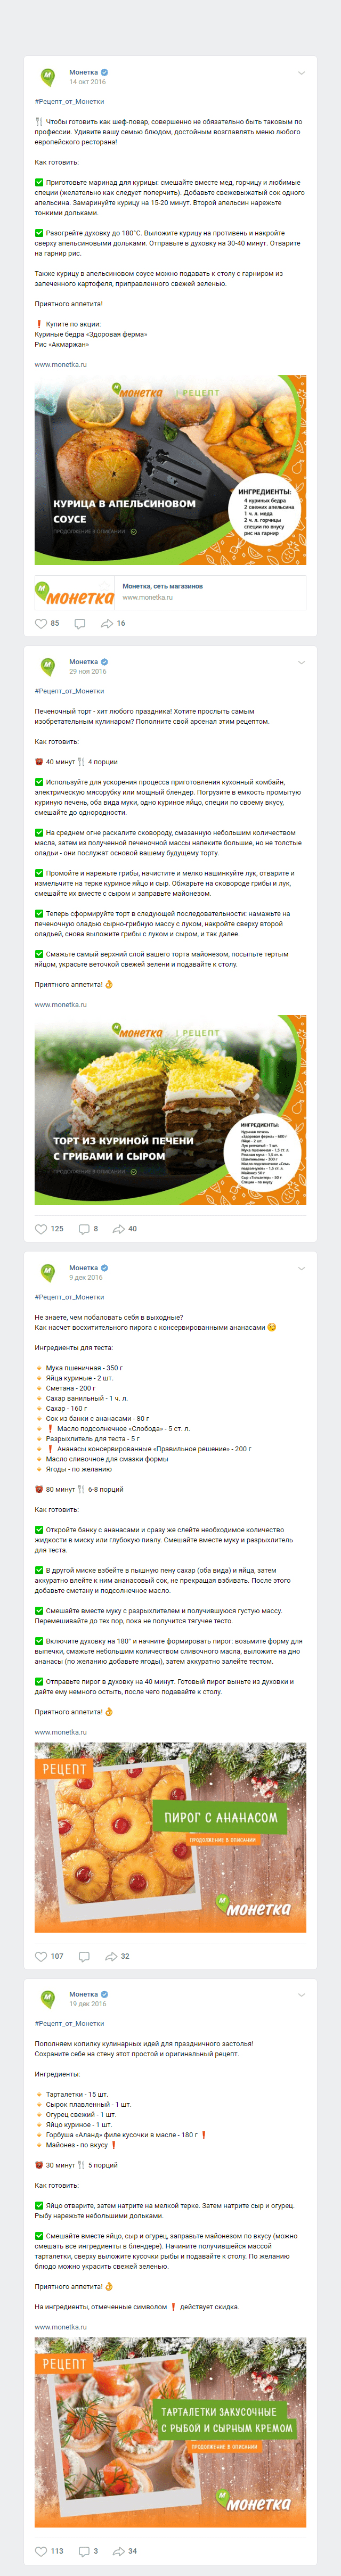 Монетка
14 окт 2016
#Рецепт_от_Монетки
Чтобы готовить как шеф-повар, совершенно не обязательно быть таковым по
профессии. Удивите вашу семью блюдом, достойным возглавлять меню любого
европейского ресторана!
Как готовить:
✅ Приготовьте маринад для курицы: смешайте вместе мед, горчицу и любимые
специи (желательно как следует поперчить). Добавьте свежевыжатый сок одного
апельсина. Замаринуйте курицу на 15-20 минут. Второй апельсин нарежьте
тонкими дольками.
✅ Разогрейте духовку до 180°C. Выложите курицу на противень и накройте
сверху апельсиновыми дольками. Отправьте в духовку на 30-40 минут. Отварите
на гарнир рис.
Также курицу в апельсиновом соусе можно подавать к столу с гарниром из
запеченного картофеля, приправленного свежей зеленью.
Приятного аппетита!
❗ Купите по акции:
Куриные бедра «Здоровая ферма»
Рис «Акмаржан»
www.monetka.ru
МОНЕТКА | РЕЦЕПТ
КУРИЦА В АПЕЛЬСИНОВОМ
СОУСЕ
ПРОДОЛЖЕНИЕ В ОПИСАНИИ
ИНГРЕДИЕНТЫ:
4 куриных бедра
2 свежих апельсина
1 ч. л. меда
2 ч. л. горчицы
специи по вкусу
рис на гарнир
МОНЕТКА
Монетка, сеть магазинов
www.monetka.ru
85 16
Монетка
29 ноя 2016
#Рецепт_от_Монетки
Печеночный торт - хит любого праздника! Хотите прослыть самым
изобретательным кулинаром? Пополните свой арсенал этим рецептом.
Как готовить:
40 минут 4 порции
✅ Используйте для ускорения процесса приготовления кухонный комбайн,
электрическую мясорубку или мощный блендер. Погрузите в емкость промытую
куриную печень, оба вида муки, одно куриное яйцо, специи по своему вкусу,
смешайте до однородности.
✅ На среднем огне раскалите сковороду, смазанную небольшим количеством
масла, затем из полученной печеночной массы напеките большие, но не толстые
оладьи - они послужат основой вашему будущему торту.
✅ Промойте и нарежьте грибы, начистите и мелко нашинкуйте лук, отварите и
измельчите на терке куриное яйцо и сыр. Обжарьте на сковороде грибы и лук,
смешайте их вместе с сыром и заправьте майонезом.
✅ Теперь сформируйте торт в следующей последовательности: намажьте на
печеночную оладью сырно-грибную массу с луком, накройте сверху второй
оладьей, снова выложите грибы с луком и сыром, и так далее.
✅ Смажьте самый верхний слой вашего торта майонезом, посыпьте тертым
яйцом, украсьте веточкой свежей зелени и подавайте к столу.
Приятного аппетита! 👌
www.monetka.ru
МОНЕТКА | РЕЦЕПТ
ТОРТ ИЗ КУРИНОЙ ПЕЧЕНИ
С ГРИБАМИ И СЫРОМ
ПРОДОЛЖЕНИЕ В ОПИСАНИИ
ИНГРЕДИЕНТЫ:
125 8 40
Монетка
9 дек 2016
#Рецепт_от_Монетки
Не знаете, чем побаловать себя в выходные?
Как насчет восхитительного пирога с консервированными ананасами
Ингредиенты для теста:
🔸 Мука пшеничная - 350 г
🔸 Яйца куриные - 2 шт.
🔸 Сметана - 200 г
🔸 Сахар ванильный - 1 ч. л.
🔸 Сахар - 160 г
🔸 Сок из банки с ананасами - 80 г
🔸 ❗ Масло подсолнечное «Слобода» - 5 ст. л.
🔸 Разрыхлитель для теста - 5 г
🔸 ❗ Ананасы консервированные «Правильное решение» - 200 г
🔸 Масло сливочное для смазки формы
🔸 Ягоды - по желанию
80 минут 6-8 порций
Как готовить:
✅ Откройте банку с ананасами и сразу же слейте необходимое количество
жидкости в миску или глубокую пиалу. Смешайте вместе муку и разрыхлитель
для теста.
✅ В другой миске взбейте в пышную пену сахар (оба вида) и яйца, затем
аккуратно влейте к ним ананасовый сок, не прекращая взбивать. После этого
добавьте сметану и подсолнечное масло.
✅ Смешайте вместе муку с разрыхлителем и получившуюся густую массу.
Перемешивайте до тех пор, пока не получится тягучее тесто.
✅ Включите духовку на 180° и начните формировать пирог: возьмите форму для
выпечки, смажьте небольшим количеством сливочного масла, выложите на дно
ананасы (по желанию добавьте ягоды), затем аккуратно залейте тестом.
✅ Отправьте пирог в духовку на 40 минут. Готовый пирог выньте из духовки и
дайте ему немного остыть, после чего подавайте к столу.
Приятного аппетита! 👌
www.monetka.ru
РЕЦЕПТ
ПИРОГ С АНАНАСОМ
ПРОДОЛЖЕНИЕ В ОПИСАНИИ
МОНЕТКА
107 32
Монетка
19 дек 2016
#Рецепт_от_Монетки
Пополняем копилку кулинарных идей для праздничного застолья!
Сохраните себе на стену этот простой и оригинальный рецепт.
Ингредиенты:
🔸 Тарталетки - 15 шт.
🔸 Сырок плавленный - 1 шт.
🔸 Огурец свежий - 1 шт.
🔸 Яйцо куриное - 1 шт.
🔸 Горбуша «Аланд» филе кусочки в масле - 180 г ❗
🔸 Майонез - по вкусу ❗
30 минут 5 порций
Как готовить:
✅ Яйцо отварите, затем натрите на мелкой терке. Затем натрите сыр и огурец.
Рыбу нарежьте небольшими дольками.
✅ Смешайте вместе яйцо, сыр и огурец, заправьте майонезом по вкусу (можно
смешать все ингредиенты в блендере). Начините получившейся массой
тарталетки, сверху выложите кусочки рыбы и подавайте к столу. По желанию
блюдо можно украсить свежей зеленью.
Приятного аппетита! 👌
На ингредиенты, отмеченные символом ❗ действует скидка.
www.monetka.ru
РЕЦЕПТ
ТАРТАЛЕТКИ ЗАКУСОЧНЫЕ
С РЫБОЙ И СЫРНЫМ КРЕМОМ
ПРОДОЛЖЕНИЕ В ОПИСАНИИ
МОНЕТКА
113 3 34